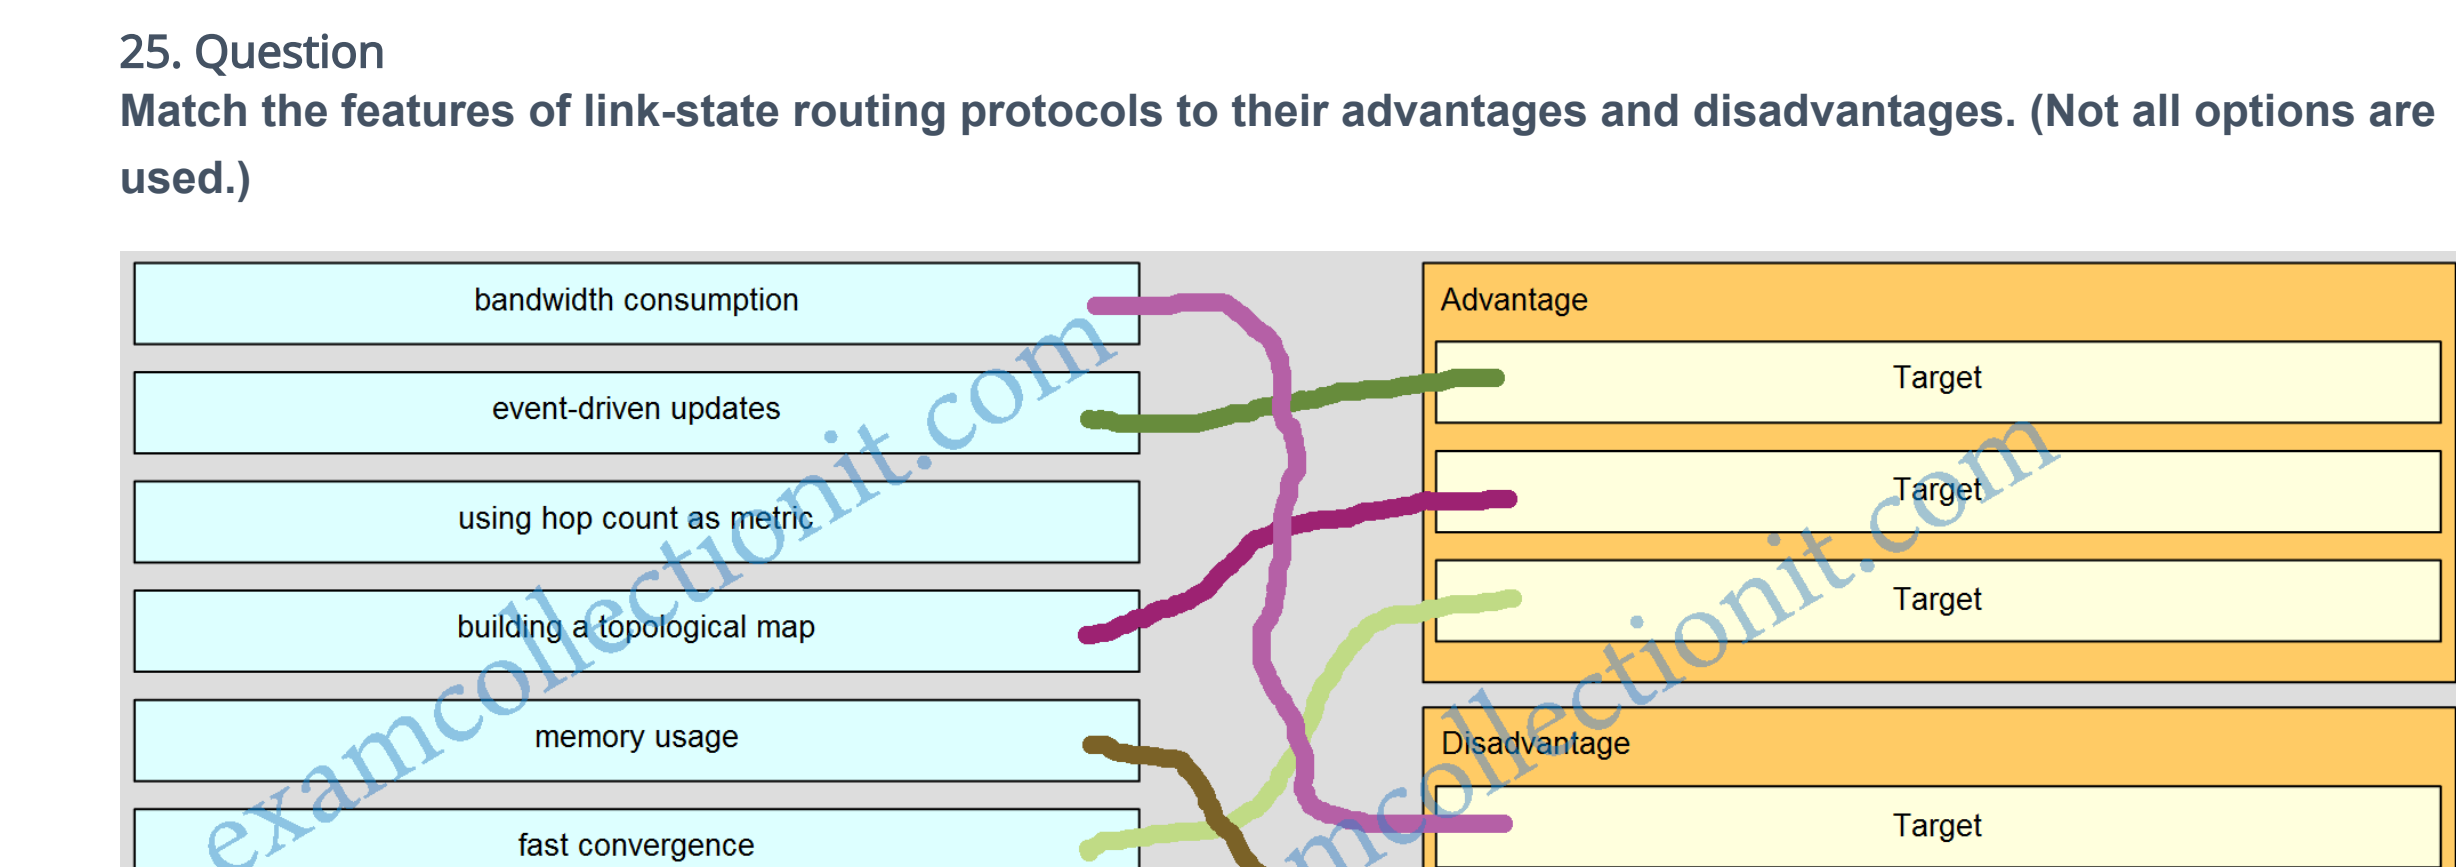 25. Question
Match the features of link-state routing protocols to their advantages and disadvantages. (Not all options are
used.)
bandwidth consumption
event-driven updates
using hop count as metric
building a topological map
memory usage
fast convergence
Advantage
Target
Target
Target
Disadvantage
Target
examcollectionit.com
mcollectionit.com